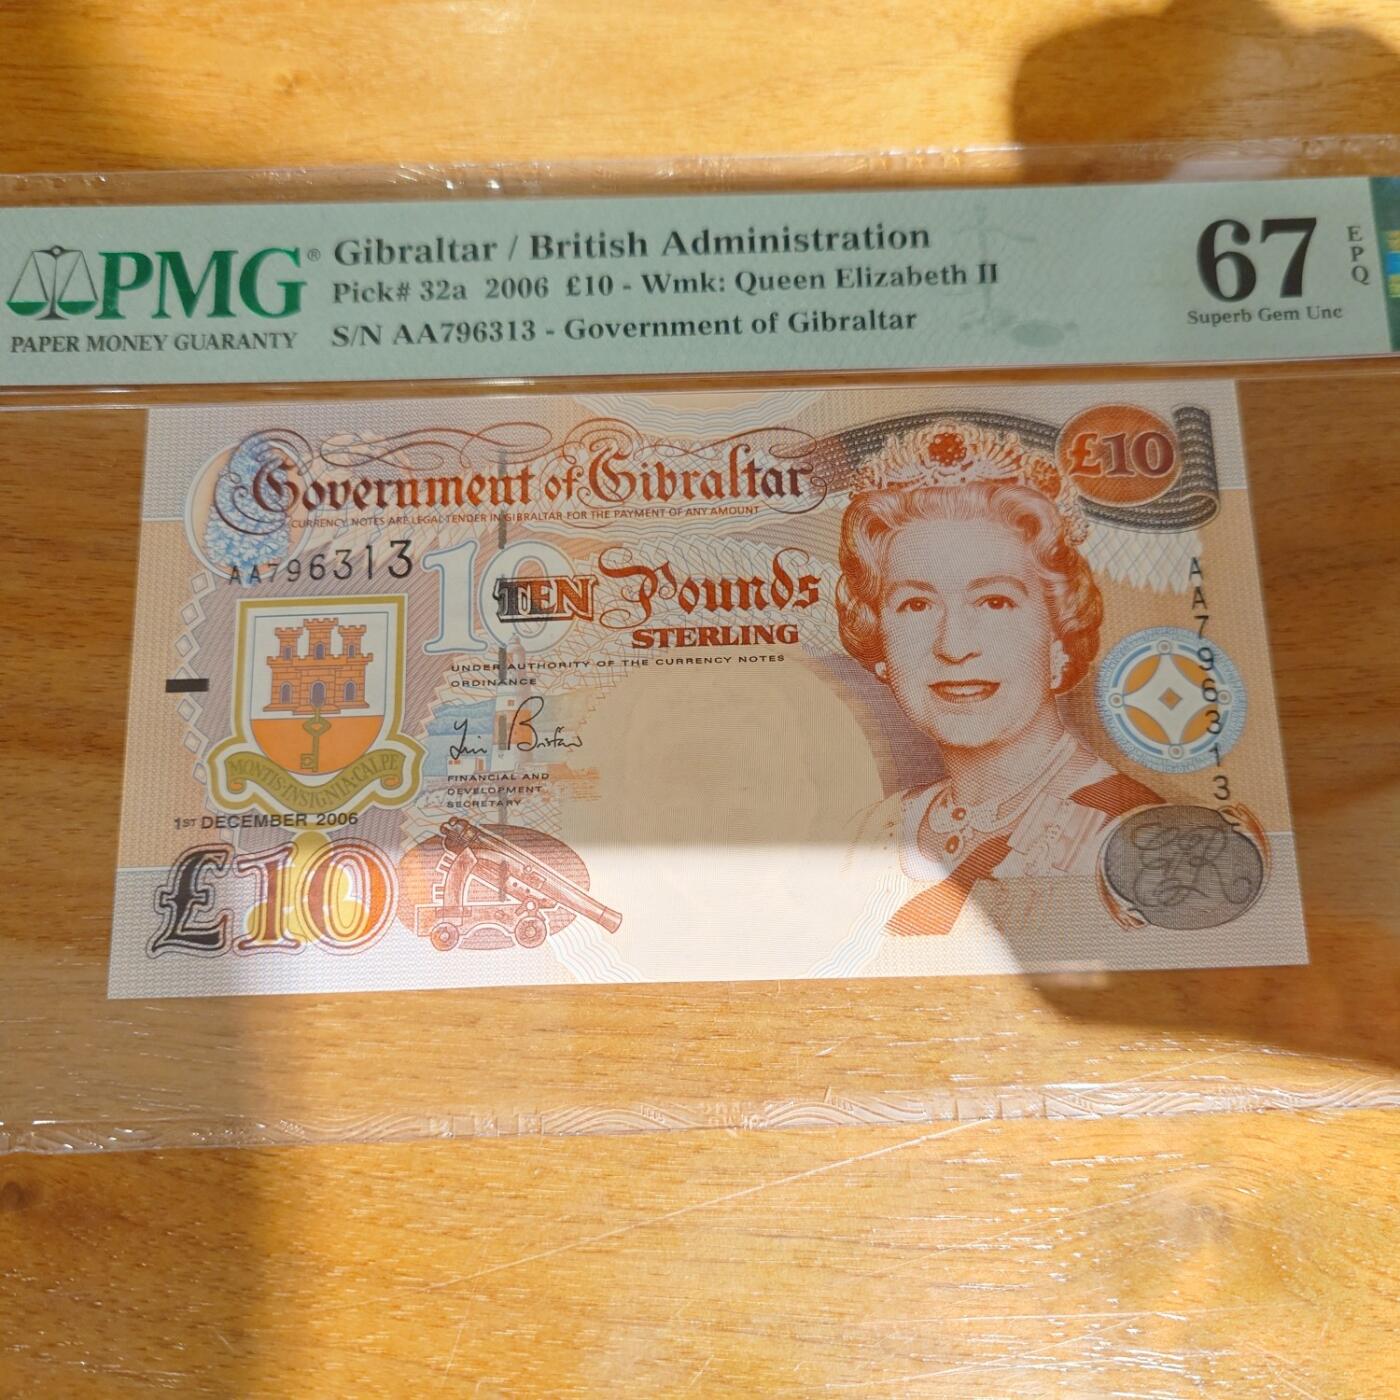 PMG®
PAPER MONEY GUARANTY
Gibraltar / British Administration
Pick# 32a 2006 £10 - Wmk: Queen Elizabeth II
S/N AA796313 - Government of Gibraltar
67
EPQ
Superb Gem Unc
Government of Gibraltar
CURRENCY NOTES ARE LEGAL TENDER IN GIBRALTAR FOR THE PAYMENT OF ANY AMOUNT
£10
AA796313
10
TEN Pounds
STERLING
UNDER AUTHORITY OF THE CURRENCY NOTES
ORDINANCE
FINANCIAL AND
DEVELOPMENT
SECRETARY
MONTIS·INSIGNIA·CALPE
1ST DECEMBER 2006
£10
AA796313